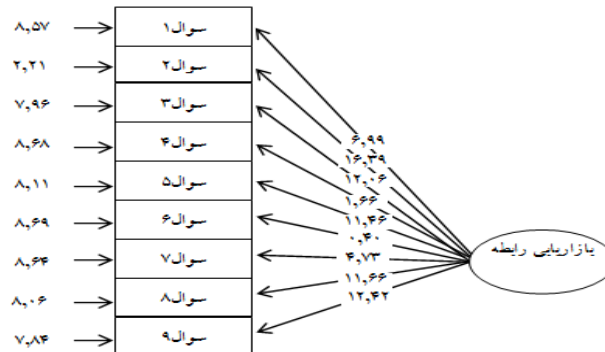 ۸,۵۷ سوال۱
۲,۲۱ سوال۲
۷,۹۶ سوال۳
۸,۶۸ سوال۴
۸,۱۱ سوال۵
۸,۶۹ سوال۶
۸,۶۴ سوال۷
۸,۰۶ سوال۸
۷,۸۴ سوال۹
۶,۹۹
۱۶,۳۹
۱۲,۰۶
۱,۶۶
۱۱,۴۶
۰,۴۰
۴,۷۳
۱۱,۶۶
۱۲,۴۲
بازاریابی رابطه